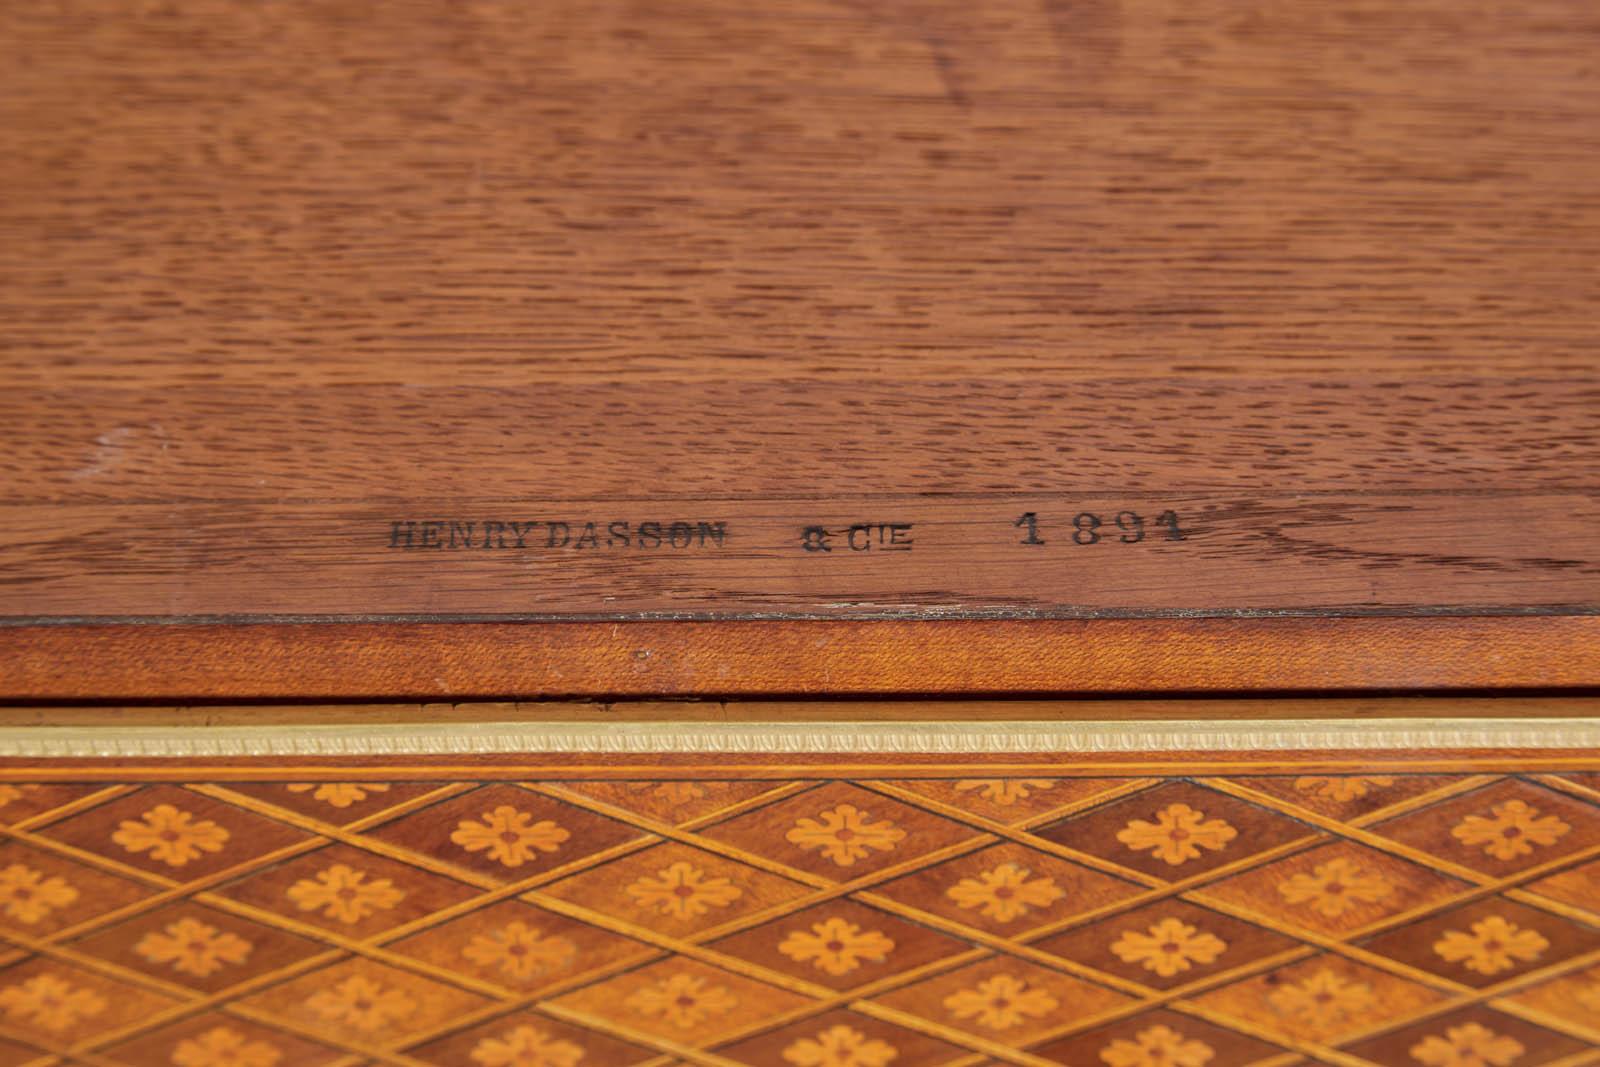 HENRY DASSON & CIE 1891